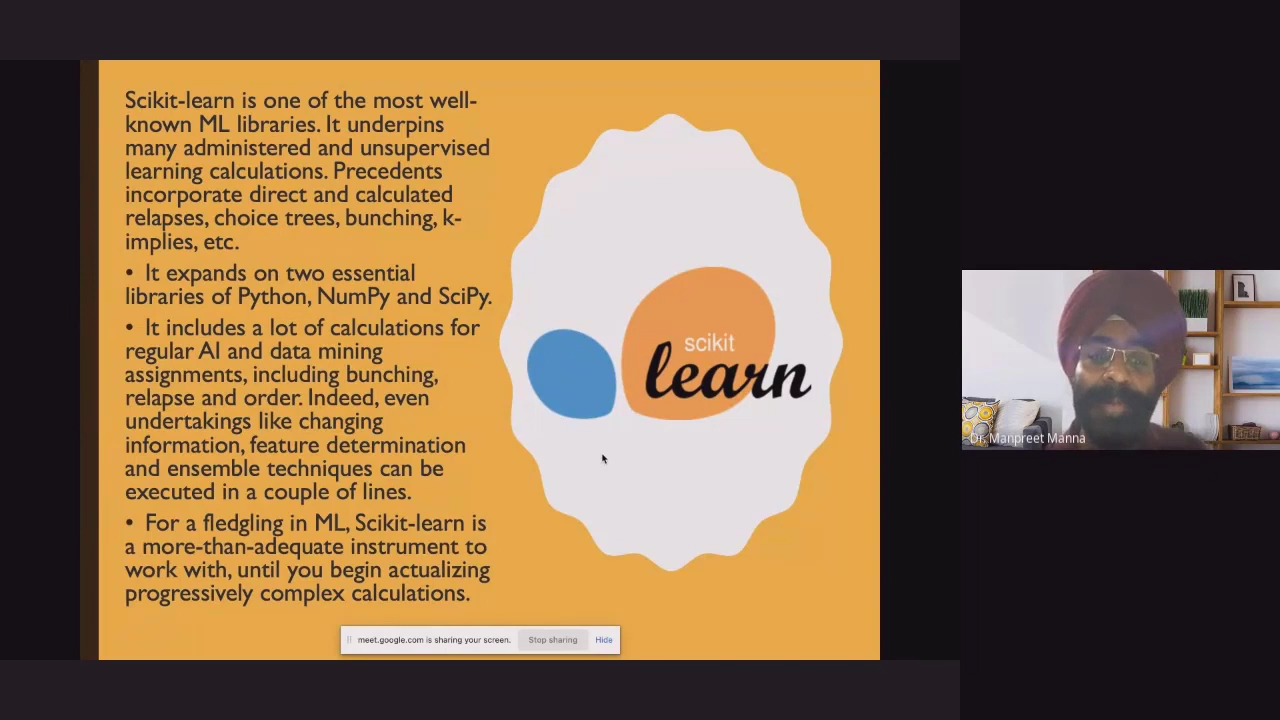 Scikit-learn is one of the most well-
known ML libraries. It underpins
many administered and unsupervised
learning calculations. Precedents
incorporate direct and calculated
relapses, choice trees, bunching, k-
implies, etc.
• It expands on two essential
libraries of Python, NumPy and SciPy.
• It includes a lot of calculations for
regular AI and data mining
assignments, including bunching,
relapse and order. Indeed, even
undertakings like changing
information, feature determination
and ensemble techniques can be
executed in a couple of lines.
• For a fledgling in ML, Scikit-learn is
a more-than-adequate instrument to
work with, until you begin actualizing
progressively complex calculations.
scikit
learn
meet.google.com is sharing your screen. Stop sharing Hide
Dr. Manpreet Manna